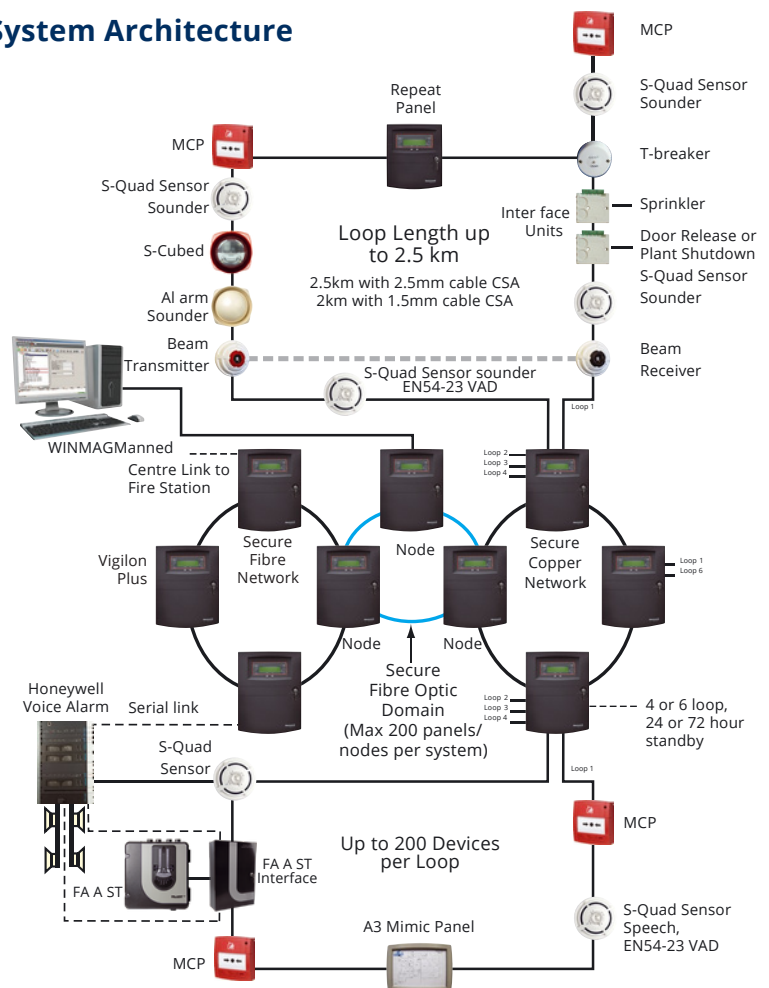 System Architecture
MCP
S-Quad Sensor
Sounder
Repeat
Panel
MCP
T-breaker
S-Quad Sensor
Sounder
Inter face
Units
Sprinkler
Loop Length up
to 2.5 km
2.5km with 2.5mm cable CSA
2km with 1.5mm cable CSA
S-Cubed
Door Release or
Plant Shutdown
S-Quad Sensor
Sounder
Al arm
Sounder
Beam
Transmitter
Beam
Receiver
S-Quad Sensor sounder
EN54-23 VAD
Loop 1
WINMAGManned
Centre Link to
Fire Station
Loop 2
Loop 3
Loop 4
Vigilon
Plus
Secure
Fibre
Network
Node
Secure
Copper
Network
Loop 1
Loop 6
Node
Node
Secure
Fibre Optic
Domain
(Max 200 panels/
nodes per system)
Honeywell
Voice Alarm
Serial link
Loop 2
Loop 3
Loop 4
4 or 6 loop,
24 or 72 hour
standby
S-Quad
Sensor
Loop 1
MCP
Up to 200 Devices
per Loop
FA A ST
FA A ST
Interface
S-Quad Sensor
Speech,
EN54-23 VAD
A3 Mimic Panel
MCP